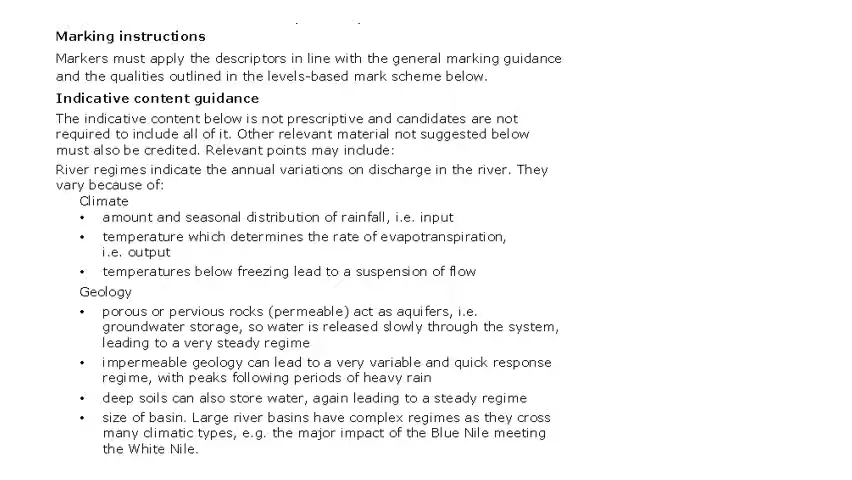 Marking instructions
Markers must apply the descriptors in line with the general marking guidance
and the qualities outlined in the levels-based mark scheme below.
Indicative content guidance
The indicative content below is not prescriptive and candidates are not
required to include all of it. Other relevant material not suggested below
must also be credited. Relevant points may include:
River regimes indicate the annual variations on discharge in the river. They
vary because of:
Climate
• amount and seasonal distribution of rainfall, i.e. input
• temperature which determines the rate of evapotranspiration,
i.e. output
• temperatures below freezing lead to a suspension of flow
Geology
• porous or pervious rocks (permeable) act as aquifers, i.e.
groundwater storage, so water is released slowly through the system,
leading to a very steady regime
• impermeable geology can lead to a very variable and quick response
regime, with peaks following periods of heavy rain
• deep soils can also store water, again leading to a steady regime
• size of basin. Large river basins have complex regimes as they cross
many climatic types, e.g. the major impact of the Blue Nile meeting
the White Nile.